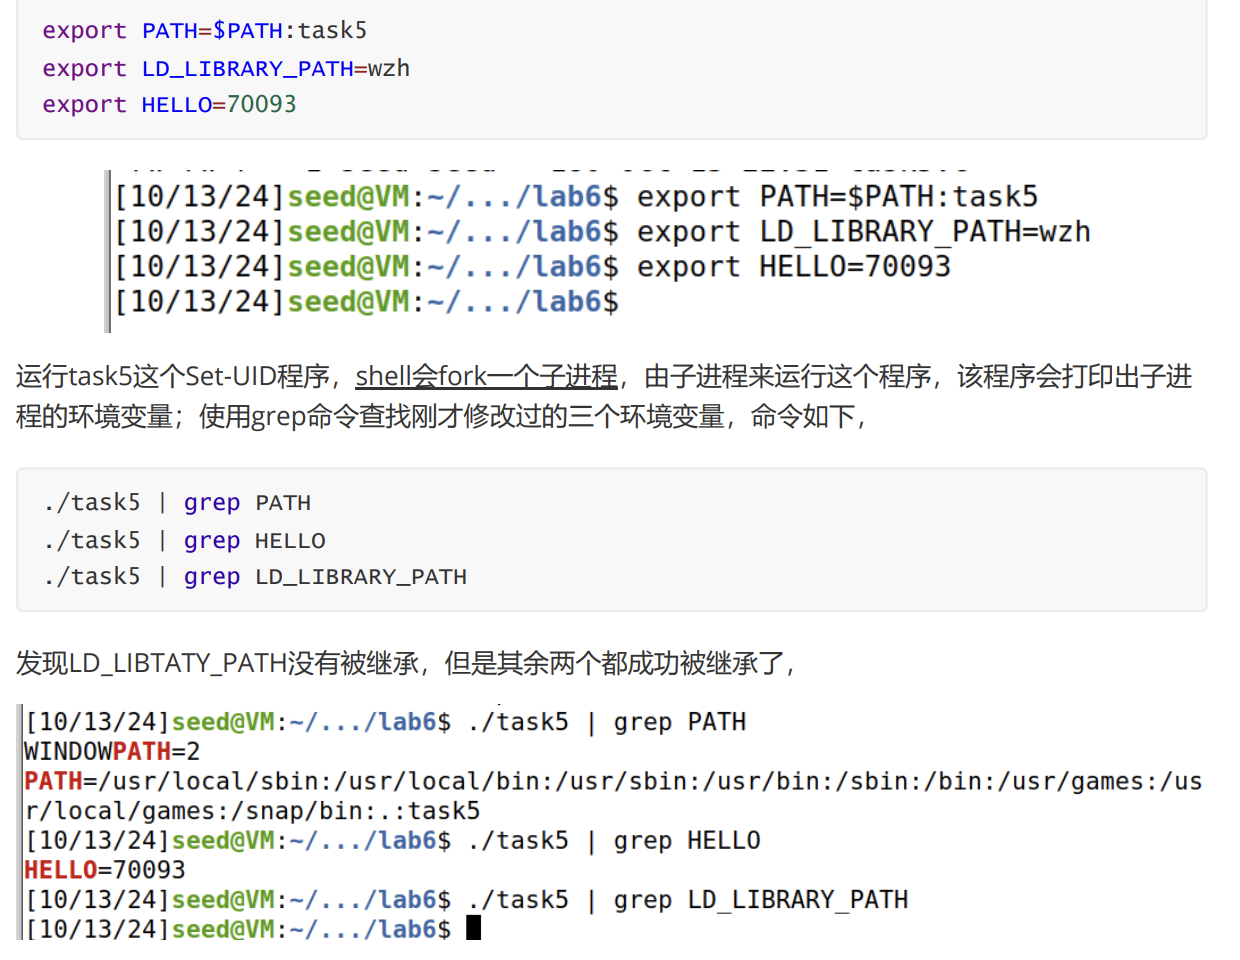 export PATH=$PATH:task5
export LD_LIBRARY_PATH=wzh
export HELLO=70093
[10/13/24]seed@VM:~/.../lab6$ export PATH=$PATH:task5
[10/13/24]seed@VM:~/.../lab6$ export LD_LIBRARY_PATH=wzh
[10/13/24]seed@VM:~/.../lab6$ export HELLO=70093
[10/13/24]seed@VM:~/.../lab6$
运行task5这个Set-UID程序，shell会fork一个子进程，由子进程来运行这个程序，该程序会打印出子进
程的环境变量；使用grep命令查找刚才修改过的三个环境变量，命令如下，
./task5 | grep PATH
./task5 | grep HELLO
./task5 | grep LD_LIBRARY_PATH
发现LD_LIBTATY_PATH没有被继承，但是其余两个都成功被继承了，
[10/13/24]seed@VM:~/.../lab6$ ./task5 | grep PATH
WINDOWPATH=2
PATH=/usr/local/sbin:/usr/local/bin:/usr/sbin:/usr/bin:/sbin:/bin:/usr/games:/us
r/local/games:/snap/bin:.:task5
[10/13/24]seed@VM:~/.../lab6$ ./task5 | grep HELLO
HELLO=70093
[10/13/24]seed@VM:~/.../lab6$ ./task5 | grep LD_LIBRARY_PATH
[10/13/24]seed@VM:~/.../lab6$